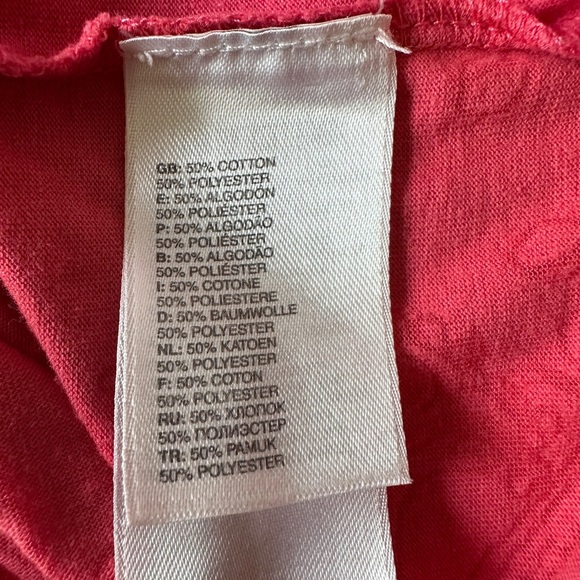 GB: 50% COTTON
50% POLYESTER
E: 50% ALGODÓN
50% POLIÉSTER
P: 50% ALGODÃO
50% POLIÉSTER
B: 50% ALGODÃO
50% POLIÉSTER
I: 50% COTONE
50% POLIESTERE
D: 50% BAUMWOLLE
50% POLYESTER
NL: 50% KATOEN
50% POLYESTER
F: 50% COTON
50% POLYESTER
RU: 50% ХЛОПОК
50% ПОЛИЭСТЕР
TR: 50% PAMUK
50% POLYESTER